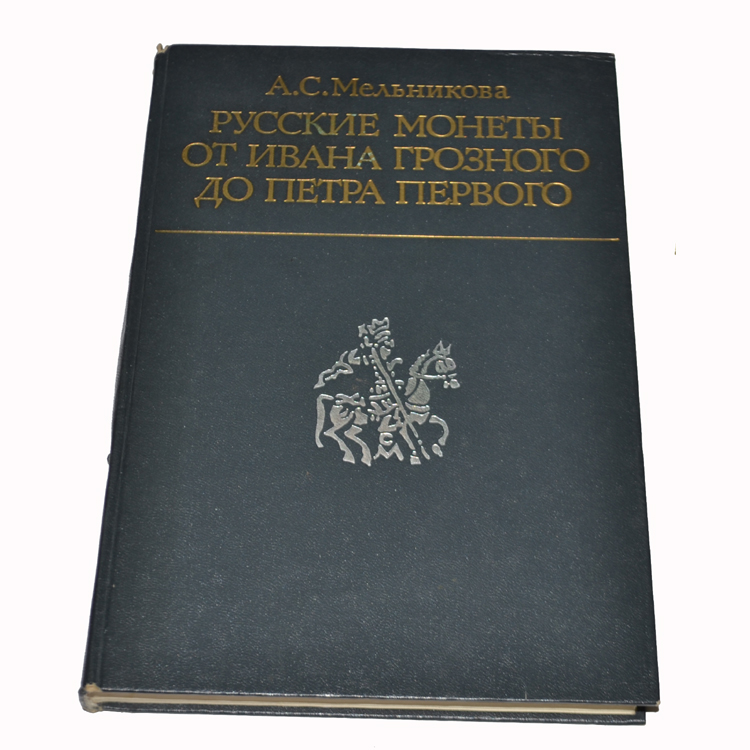 А.С.Мельникова
РУССКИЕ МОНЕТЫ
ОТ ИВАНА ГРОЗНОГО
ДО ПЕТРА ПЕРВОГО